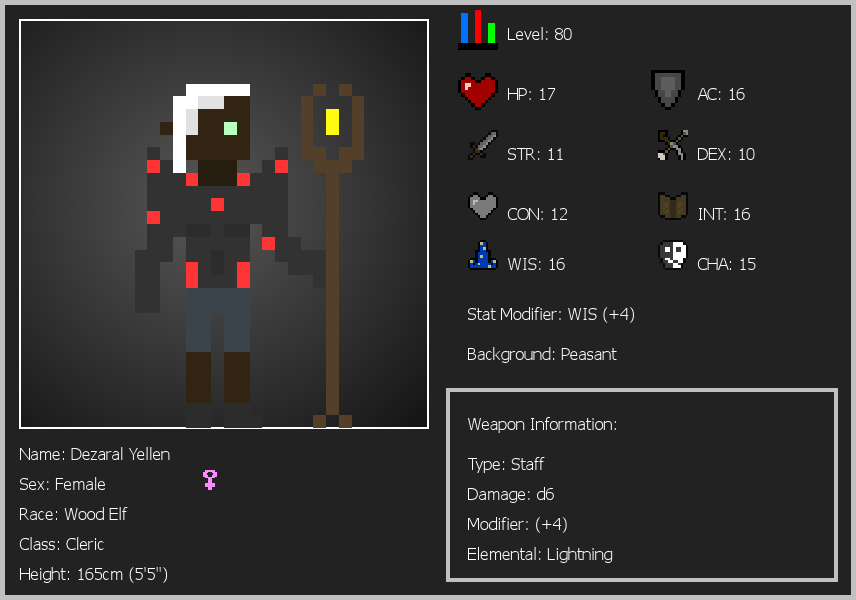 Level: 80
HP: 17
AC: 16
STR: 11
DEX: 10
CON: 12
INT: 16
WIS: 16
CHA: 15
Stat Modifier: WIS (+4)
Background: Peasant
Weapon Information:
Type: Staff
Damage: d6
Modifier: (+4)
Elemental: Lightning
Name: Dezaral Yellen
Sex: Female
Race: Wood Elf
Class: Cleric
Height: 165cm (5'5")